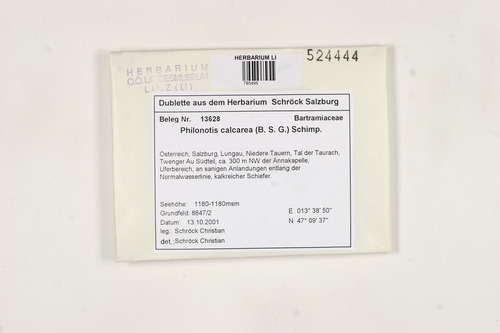 HERBARIUM
O.Ö. LANDESMUSEUM
LINZ (LI)
HERBARIUM LI
785495
524444
Dublette aus dem Herbarium Schröck Salzburg
Beleg Nr. 13628 Bartramiaceae
Philonotis calcarea (B. S. G.) Schimp.
Österreich, Salzburg, Lungau, Niedere Tauern, Tal der Taurach,
Twenger Au Südteil, ca. 300 m NW der Annakapelle,
Uferbereich, an sanigen Anlandungen entlang der
Normalwasserlinie, kalkreicher Schiefer.
Seehöhe: 1180-1180msm
Grundfeld: 8847/2 E 013° 38' 50"
Datum: 13.10.2001 N 47° 09' 37"
leg.: Schröck Christian
det.: Schröck Christian